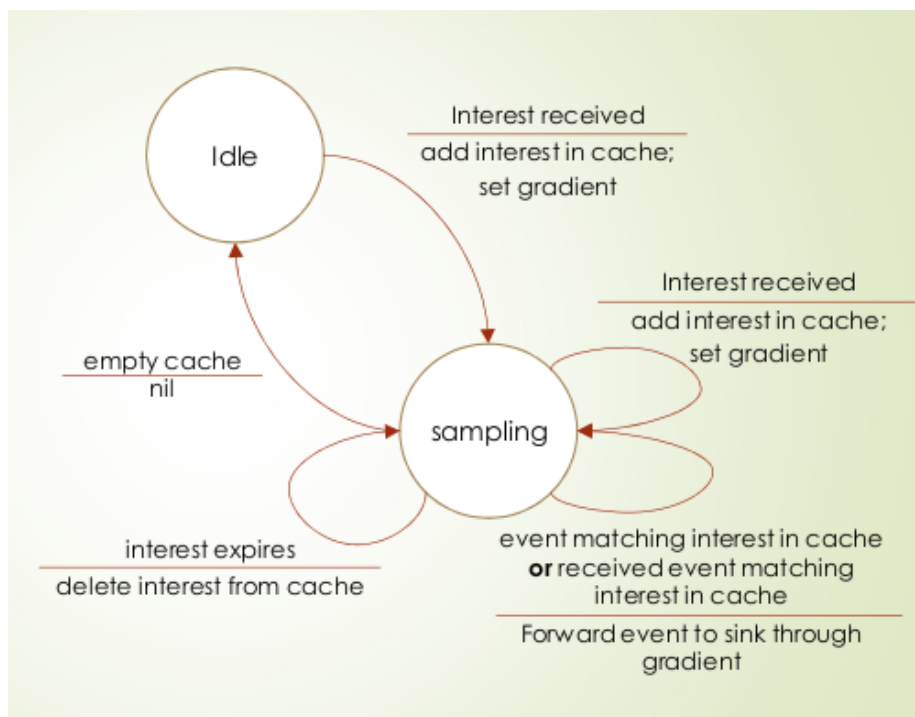 Idle
Interest received
add interest in cache;
set gradient
Interest received
add interest in cache;
set gradient
empty cache
nil
sampling
interest expires
delete interest from cache
event matching interest in cache
or received event matching
interest in cache
Forward event to sink through
gradient